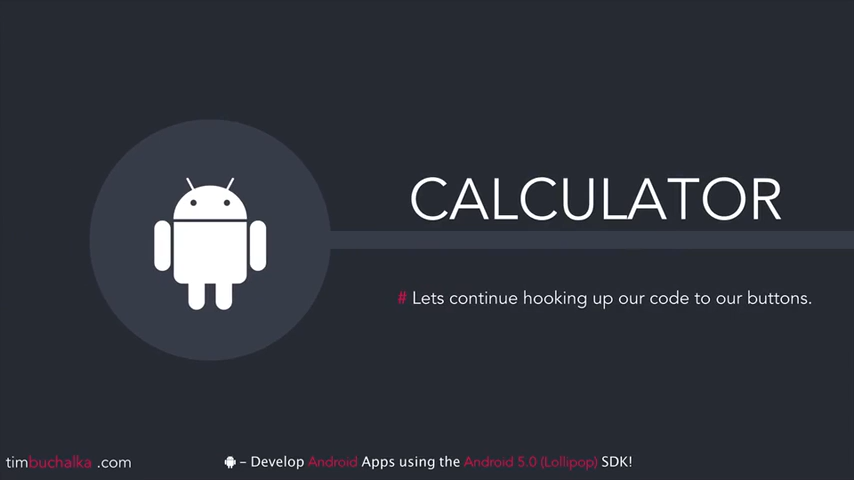 CALCULATOR
# Lets continue hooking up our code to our buttons.
timbuchalka .com
– Develop Android Apps using the Android 5.0 (Lollipop) SDK!